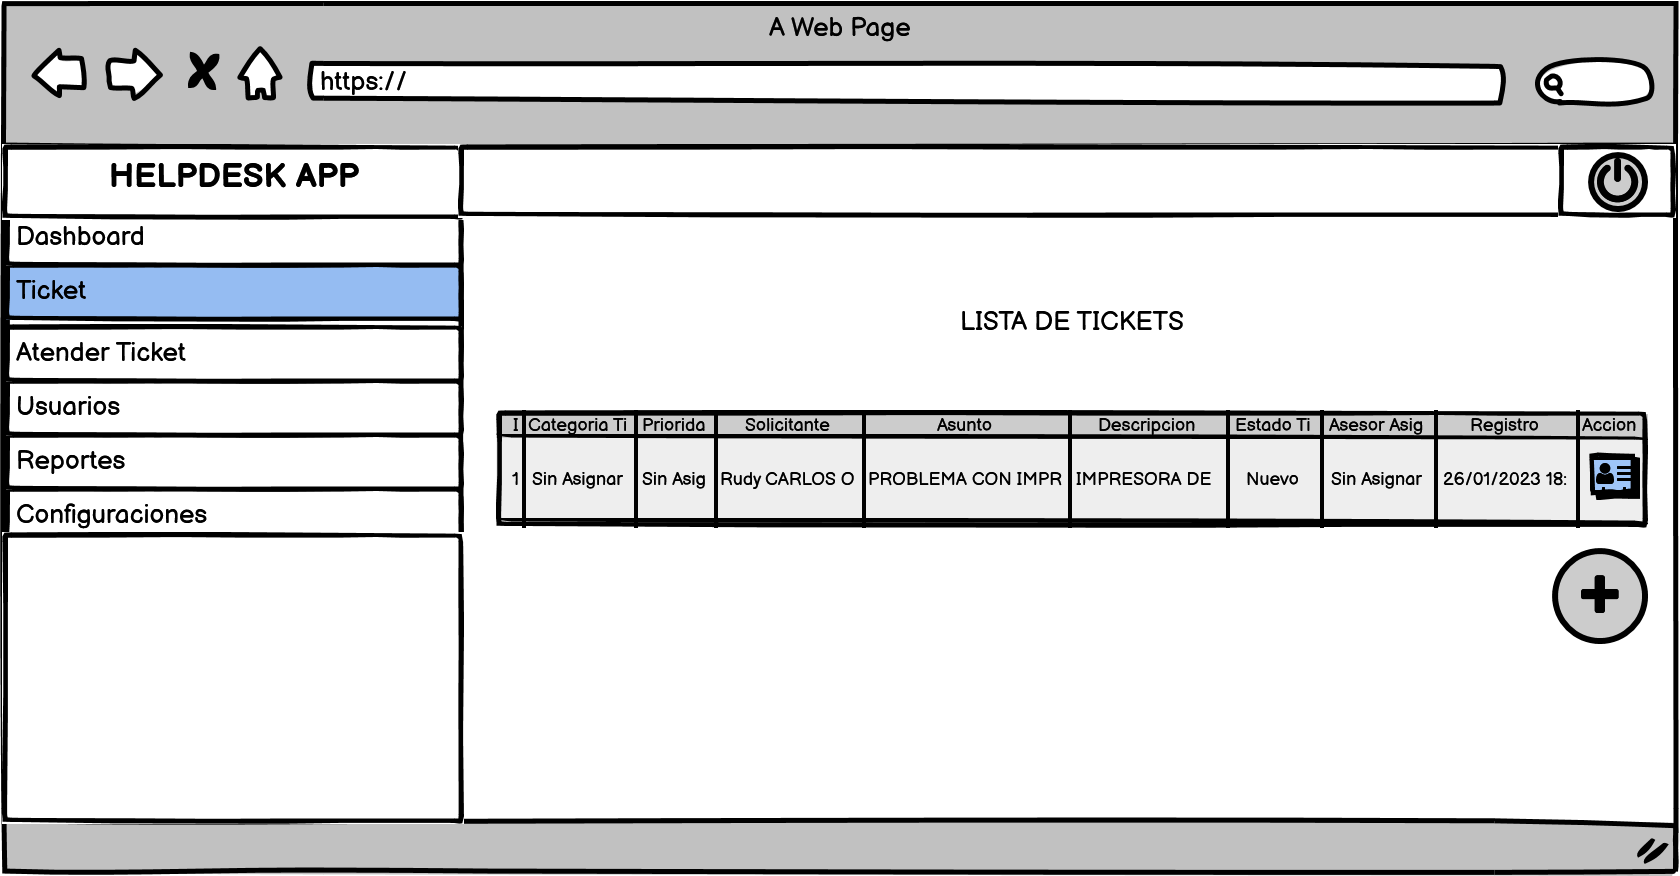 A Web Page
https://
HELPDESK APP
Dashboard
Ticket
Atender Ticket
Usuarios
Reportes
Configuraciones
LISTA DE TICKETS
I Categoria Ti Priorida Solicitante Asunto Descripcion Estado Ti Asesor Asig Registro Accion
1 Sin Asignar Sin Asig Rudy CARLOS O PROBLEMA CON IMPR IMPRESORA DE Nuevo Sin Asignar 26/01/2023 18: